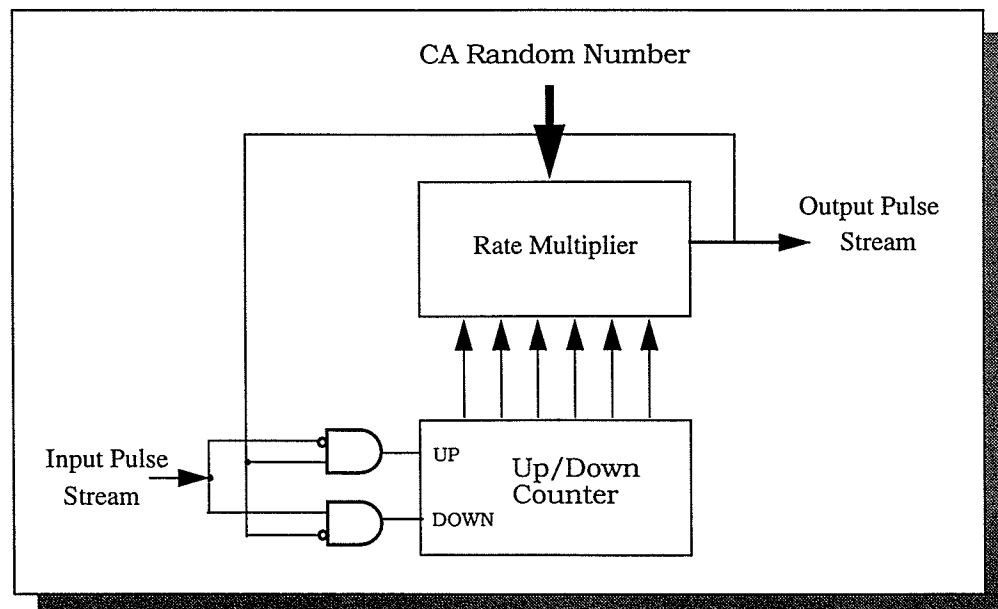 CA Random Number
Rate Multiplier
Output Pulse
Stream
Input Pulse
Stream
UP
DOWN
Up/Down
Counter